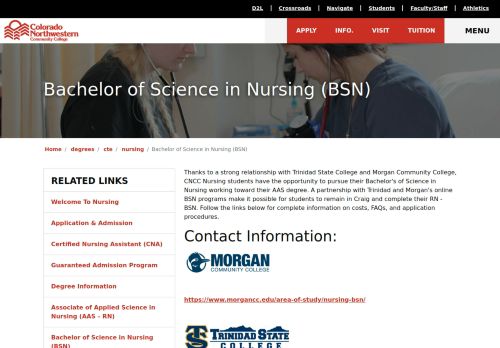 D2L | Crossroads | Navigate | Students | Faculty/Staff | Athletics
Colorado
Northwestern
Community College
APPLY INFO. VISIT TUITION MENU
Bachelor of Science in Nursing (BSN)
Home / degrees / cte / nursing / Bachelor of Science in Nursing (BSN)
RELATED LINKS
Welcome To Nursing
Application & Admission
Certified Nursing Assistant (CNA)
Guaranteed Admission Program
Degree Information
Associate of Applied Science in
Nursing (AAS - RN)
Bachelor of Science in Nursing
(BSN)
Thanks to a strong relationship with Trinidad State College and Morgan Community College,
CNCC Nursing students have the opportunity to pursue their Bachelor's of Science in
Nursing working toward their AAS degree. A partnership with Trinidad and Morgan's online
BSN programs make it possible for students to remain in Craig and complete their RN -
BSN. Follow the links below for complete information on costs, FAQs, and application
procedures.
Contact Information:
MORGAN
COMMUNITY COLLEGE
https://www.morgancc.edu/area-of-study/nursing-bsn/
TS
TRINIDAD STATE
COLLEGE